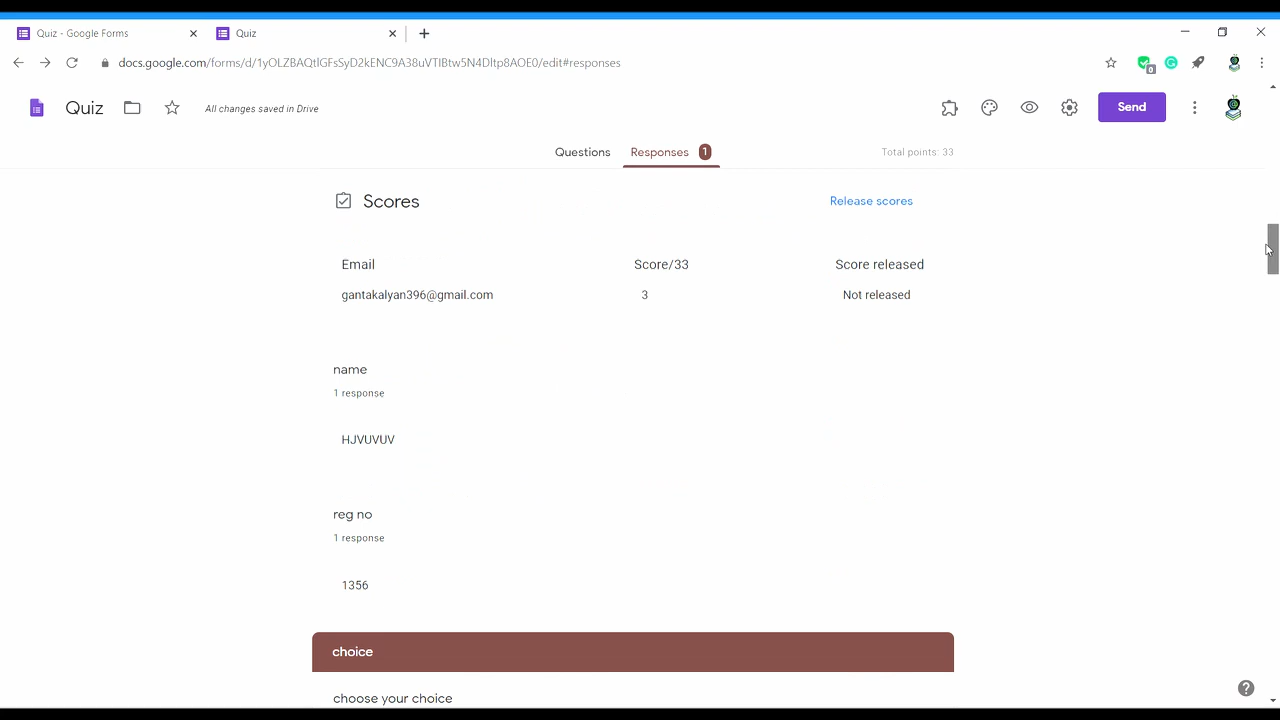 Quiz - Google Forms
Quiz
docs.google.com/forms/d/1yOLZBAQtlGFsSyD2kENC9A38uVTlBtw5N4Dltp8AOE0/edit#responses
0
Quiz
All changes saved in Drive
Send
Questions
Responses 1
Total points: 33
Scores
Release scores
Email Score/33 Score released
gantakalyan396@gmail.com 3 Not released
name
1 response
HJVUVUV
reg no
1 response
1356
choice
choose your choice